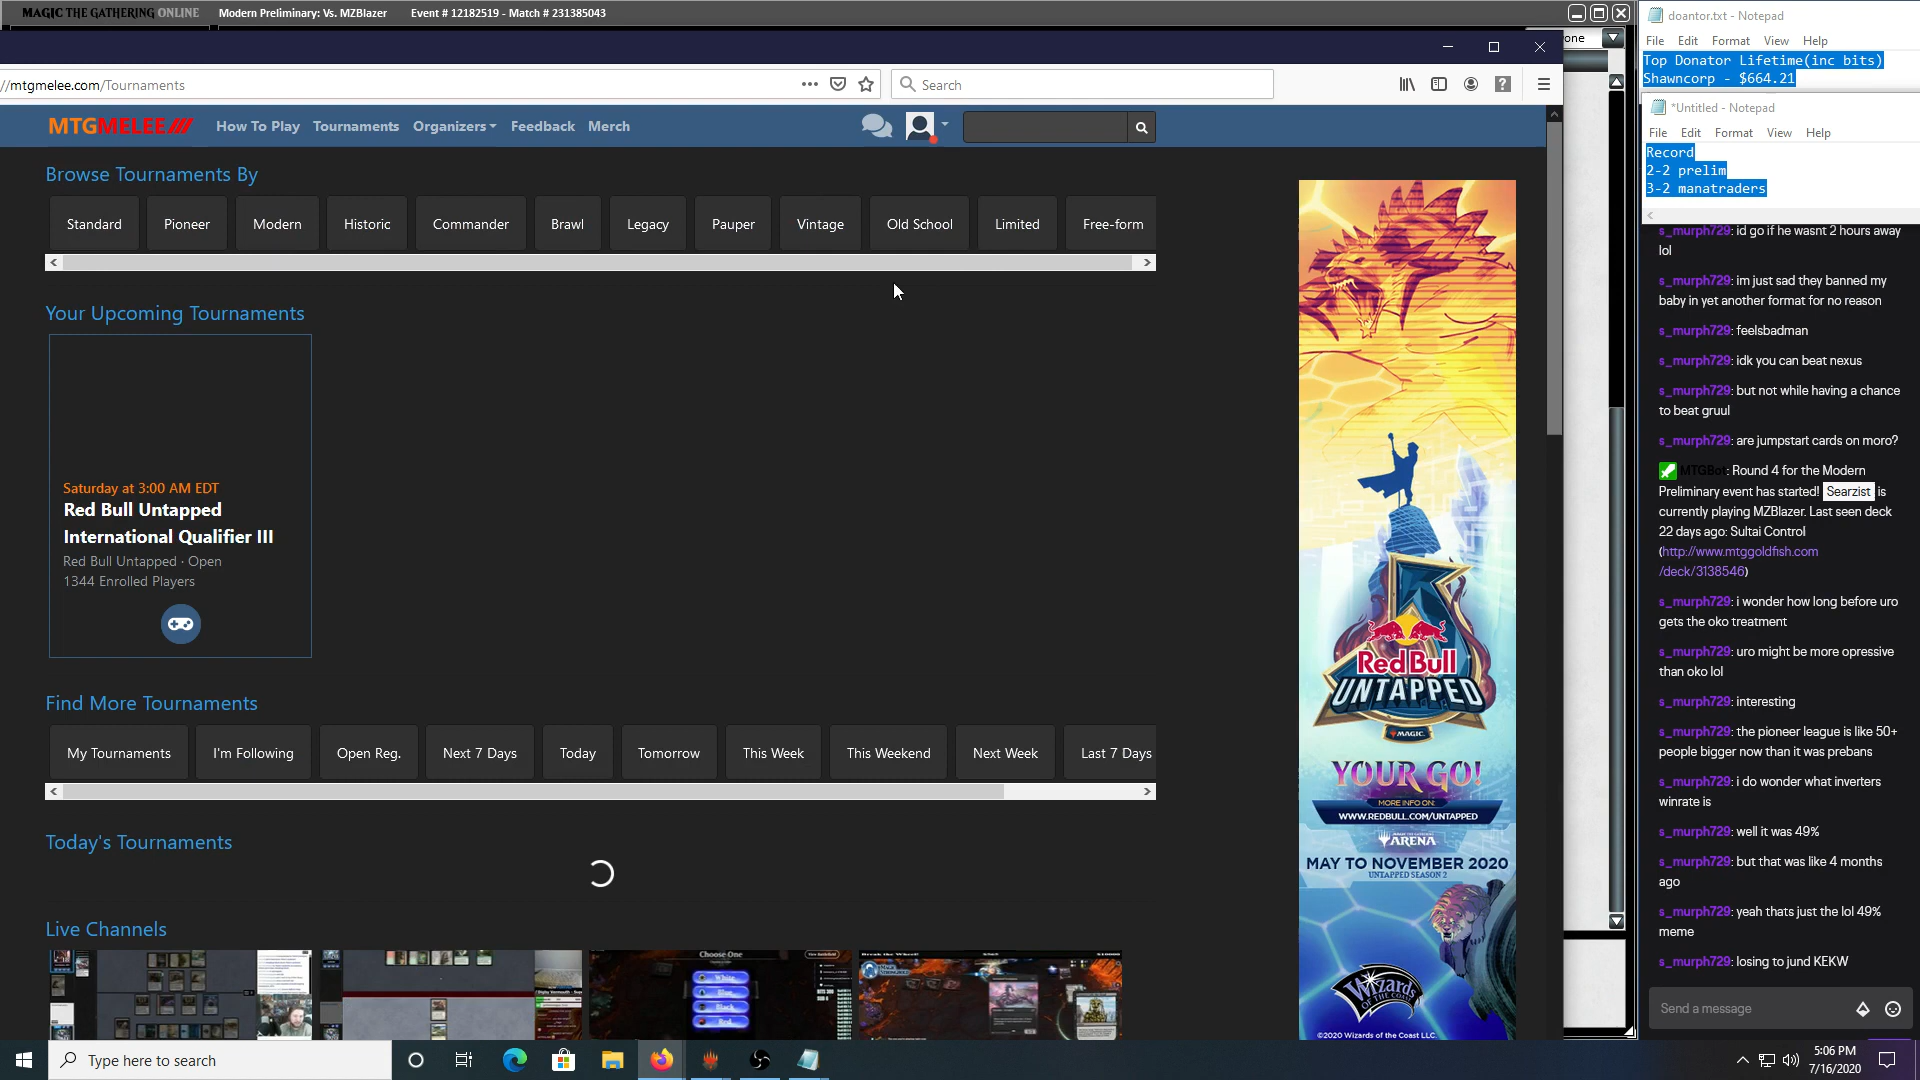 MAGIC THE GATHERING ONLINE
Modern Preliminary: Vs. MZBlazer
Event # 12182519 - Match # 231385043
one
//mtgmelee.com/Tournaments
Search
MTGMELEE
How To Play
Tournaments
Organizers
Feedback
Merch
Browse Tournaments By
Standard
Pioneer
Modern
Historic
Commander
Brawl
Legacy
Pauper
Vintage
Old School
Limited
Free-form
Your Upcoming Tournaments
Saturday at 3:00 AM EDT
Red Bull Untapped
International Qualifier III
Red Bull Untapped · Open
1344 Enrolled Players
Find More Tournaments
My Tournaments
I'm Following
Open Reg.
Next 7 Days
Today
Tomorrow
This Week
This Weekend
Next Week
Last 7 Days
Today's Tournaments
Live Channels
Choose One
White
Blue
Black
Red
Red Bull
UNTAPPED
MAGIC
YOUR GO!
MORE INFO ON:
WWW.REDBULL.COM/UNTAPPED
ARENA
MAY TO NOVEMBER 2020
UNTAPPED SEASON 2
Wizards
OF THE COAST
©2020 Wizards of the Coast LLC.
doantor.txt - Notepad
File Edit Format View Help
Top Donator Lifetime(inc bits)
Shawncorp - $664.21
*Untitled - Notepad
File Edit Format View Help
Record
2-2 prelim
3-2 manatraders
s_murph729: id go if he wasnt 2 hours away
lol
s_murph729: im just sad they banned my
baby in yet another format for no reason
s_murph729: feelsbadman
s_murph729: idk you can beat nexus
s_murph729: but not while having a chance
to beat gruul
s_murph729: are jumpstart cards on moro?
MTGBot: Round 4 for the Modern
Preliminary event has started! Searzist is
currently playing MZBlazer. Last seen deck
22 days ago: Sultai Control
(http://www.mtggoldfish.com
/deck/3138546)
s_murph729: i wonder how long before uro
gets the oko treatment
s_murph729: uro might be more opressive
than oko lol
s_murph729: interesting
s_murph729: the pioneer league is like 50+
people bigger now than it was prebans
s_murph729: i do wonder what inverters
winrate is
s_murph729: well it was 49%
s_murph729: but that was like 4 months
ago
s_murph729: yeah thats just the lol 49%
meme
s_murph729: losing to jund KEKW
Send a message
Type here to search
5:06 PM
7/16/2020